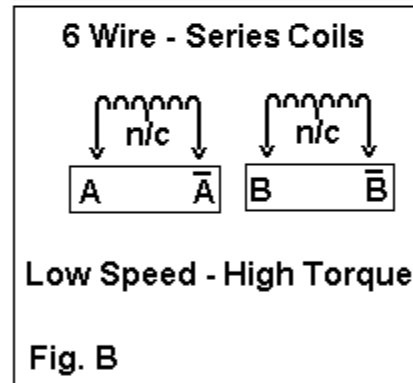 6 Wire - Series Coils
n/c n/c
A A̅ B B̅
Low Speed - High Torque
Fig. B